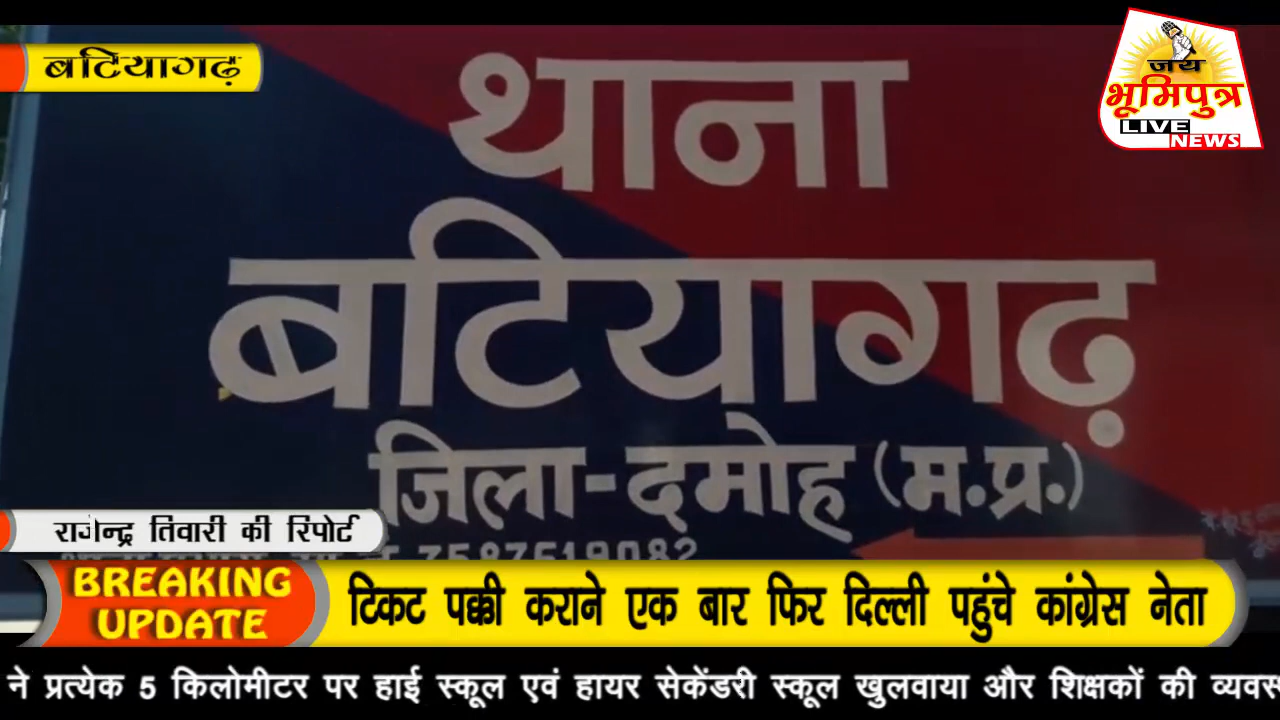 बटियागढ़
जय
भूमिपुत्र
LIVE
NEWS
थाना
बटियागढ़
जिला-दमोह (म.प्र.)
राजेन्द्र तिवारी की रिपोर्ट
7587619082
BREAKING
UPDATE
टिकट पक्की कराने एक बार फिर दिल्ली पहुंचे कांग्रेस नेता
ने प्रत्येक 5 किलोमीटर पर हाई स्कूल एवं हायर सेकेंडरी स्कूल खुलवाया और शिक्षकों की